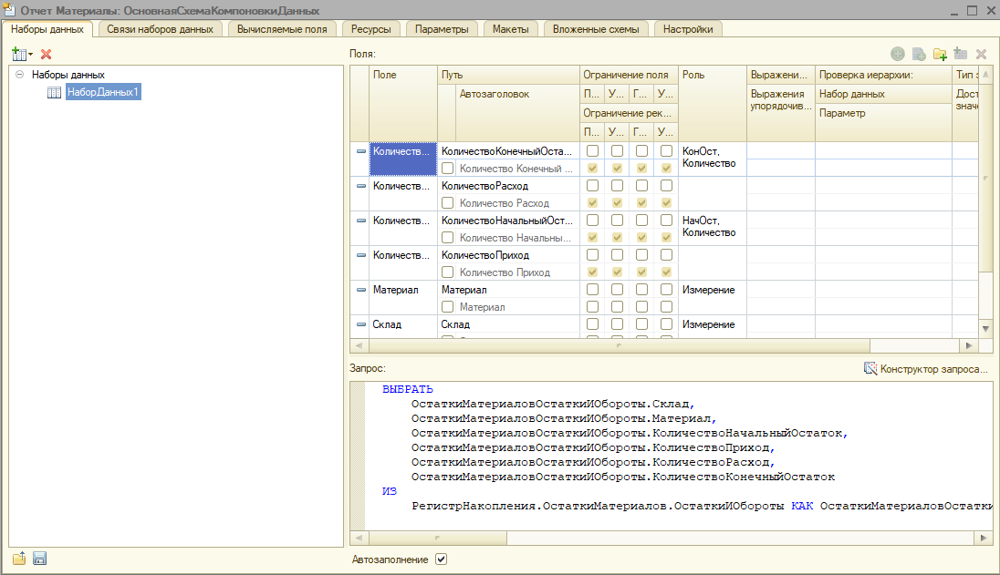 Отчет Материалы: ОсновнаяСхемаКомпоновкиДанных
Наборы данных
Связи наборов данных
Вычисляемые поля
Ресурсы
Параметры
Макеты
Вложенные схемы
Настройки
Наборы данных
НаборДанных1
Поля:
Поле
Путь
Автозаголовок
Ограничение поля
П...
У...
Г...
У...
Ограничение рек...
П...
У...
Г...
У...
Роль
Выражени...
Выражения
упорядочив...
Проверка иерархии:
Набор данных
Параметр
Тип з
Дост
значе
Количеств...
КоличествоКонечныйОста...
КонОст,
Количество
Количество Конечный ...
Количеств...
КоличествоРасход
Количество Расход
Количеств...
КоличествоНачальныйОст...
НачОст,
Количество
Количество Начальны...
Количеств...
КоличествоПриход
Количество Приход
Материал
Материал
Измерение
Материал
Склад
Склад
Измерение
Запрос:
Конструктор запроса...
ВЫБРАТЬ
ОстаткиМатериаловОстаткиИОбороты.Склад,
ОстаткиМатериаловОстаткиИОбороты.Материал,
ОстаткиМатериаловОстаткиИОбороты.КоличествоНачальныйОстаток,
ОстаткиМатериаловОстаткиИОбороты.КоличествоПриход,
ОстаткиМатериаловОстаткиИОбороты.КоличествоРасход,
ОстаткиМатериаловОстаткиИОбороты.КоличествоКонечныйОстаток
ИЗ
РегистрНакопления.ОстаткиМатериалов.ОстаткиИОбороты КАК ОстаткиМатериаловОстатки
Автозаполнение